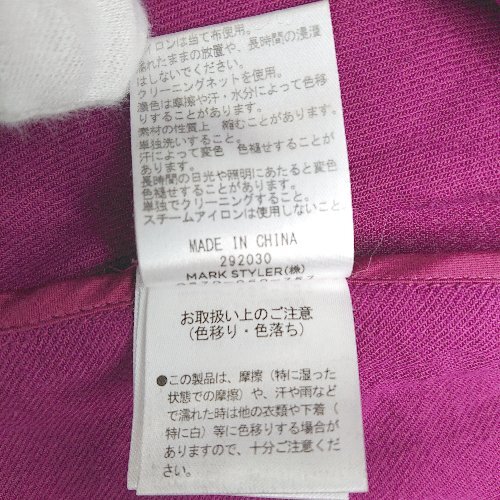 アイロンは当て布使用。
濡れたままの放置や、長時間の浸漬
はしないでください。
クリーニングネットを使用。
濃色は摩擦や汗・水分によって色移
りすることがあります。
素材の性質上　縮むことがあります。
単独洗いすること。
汗によって変色　色褪せすることが
あります。
長時間の日光や照明にあたると変色
色褪せすることがあります。
単独でクリーニングすること。
スチームアイロンは使用しないこと。
MADE IN CHINA
292030
MARK STYLER(株)
お取扱い上のご注意
(色移り・色落ち)
●この製品は、摩擦（特に湿った
状態での摩擦）や、汗や雨など
で濡れた時は他の衣類や下着（
特に白）等に色移りする場合が
ありますので、十分ご注意くだ
さい。